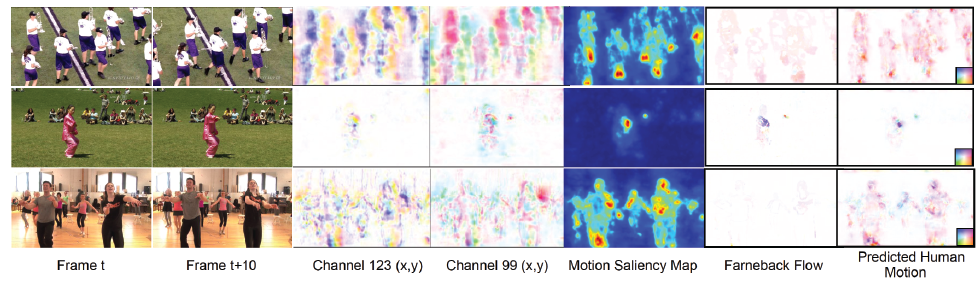 Frame t
Frame t+10
Channel 123 (x,y)
Channel 99 (x,y)
Motion Saliency Map
Farneback Flow
Predicted Human
Motion